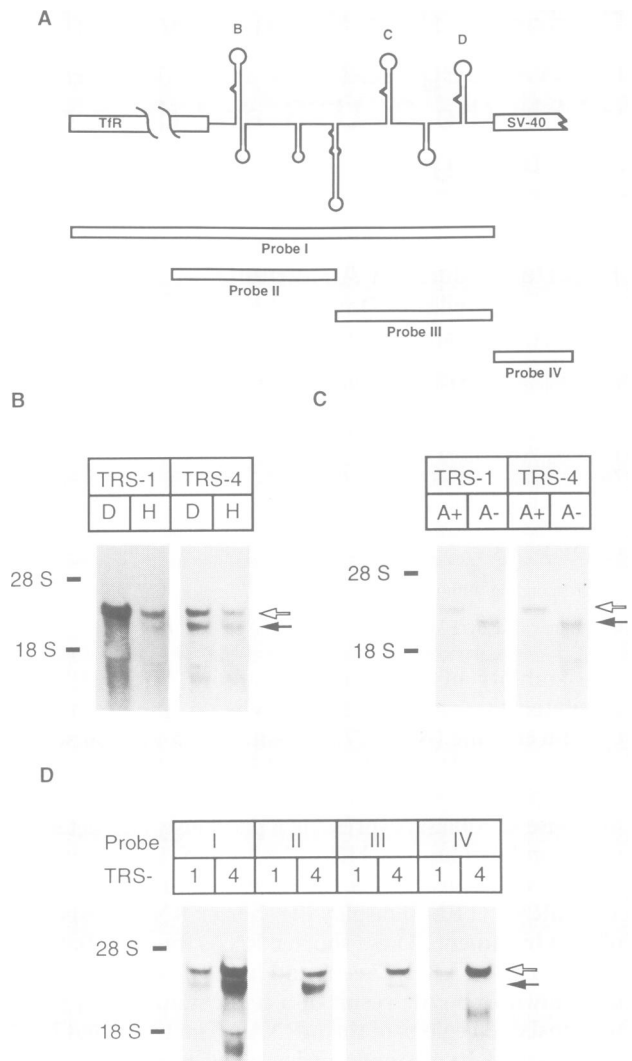 A
B
C
D
TfR
SV-40
Probe I
Probe II
Probe III
Probe IV
B
TRS-1 TRS-4
D H D H
28 S
18 S
C
TRS-1 TRS-4
A+ A- A+ A-
28 S
18 S
D
Probe I II III IV
TRS- 1 4 1 4 1 4 1 4
28 S
18 S